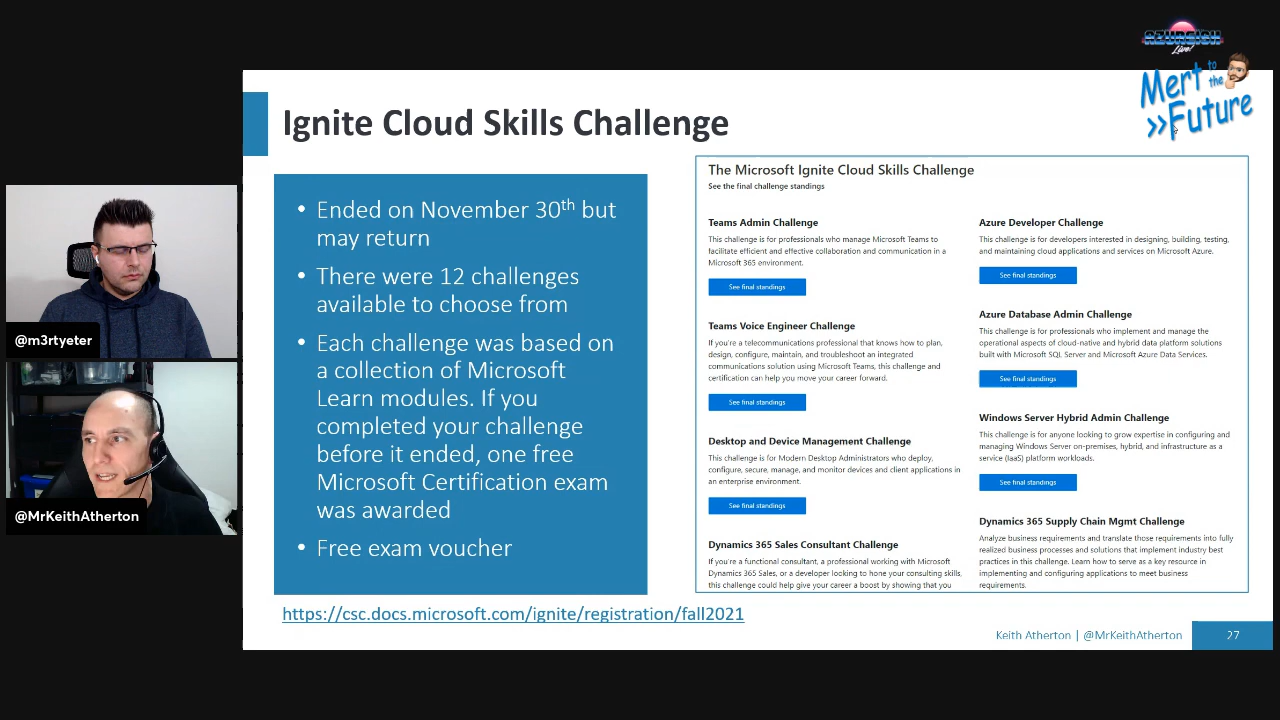 AZUREISH
Live!
Mert to the
>>Future
Ignite Cloud Skills Challenge
• Ended on November 30th but
may return
• There were 12 challenges
available to choose from
• Each challenge was based on
a collection of Microsoft
Learn modules. If you
completed your challenge
before it ended, one free
Microsoft Certification exam
was awarded
• Free exam voucher
https://csc.docs.microsoft.com/ignite/registration/fall2021
The Microsoft Ignite Cloud Skills Challenge
See the final challenge standings
Teams Admin Challenge
This challenge is for professionals who manage Microsoft Teams to
facilitate efficient and effective collaboration and communication in a
Microsoft 365 environment.
See final standings
Teams Voice Engineer Challenge
If you're a telecommunications professional that knows how to plan,
design, configure, maintain, and troubleshoot an integrated
communications solution using Microsoft Teams, this challenge and
certification can help you move your career forward.
See final standings
Desktop and Device Management Challenge
This challenge is for Modern Desktop Administrators who deploy,
configure, secure, manage, and monitor devices and client applications in
an enterprise environment.
See final standings
Dynamics 365 Sales Consultant Challenge
If you're a functional consultant, a professional working with Microsoft
Dynamics 365 Sales, or a developer looking to hone your consulting skills,
this challenge could help give your career a boost by showing that you
Azure Developer Challenge
This challenge is for developers interested in designing, building, testing,
and maintaining cloud applications and services on Microsoft Azure.
See final standings
Azure Database Admin Challenge
This challenge is for professionals who implement and manage the
operational aspects of cloud-native and hybrid data platform solutions
built with Microsoft SQL Server and Microsoft Azure Data Services.
See final standings
Windows Server Hybrid Admin Challenge
This challenge is for anyone looking to grow expertise in configuring and
managing Windows Server on-premises, hybrid, and infrastructure as a
service (IaaS) platform workloads.
See final standings
Dynamics 365 Supply Chain Mgmt Challenge
Analyze business requirements and translate those requirements into fully
realized business processes and solutions that implement industry best
practices in this challenge. Learn how to serve as a key resource in
implementing and configuring applications to meet business
requirements.
Keith Atherton | @MrKeithAtherton
27
@m3rtyeter
@MrKeithAtherton